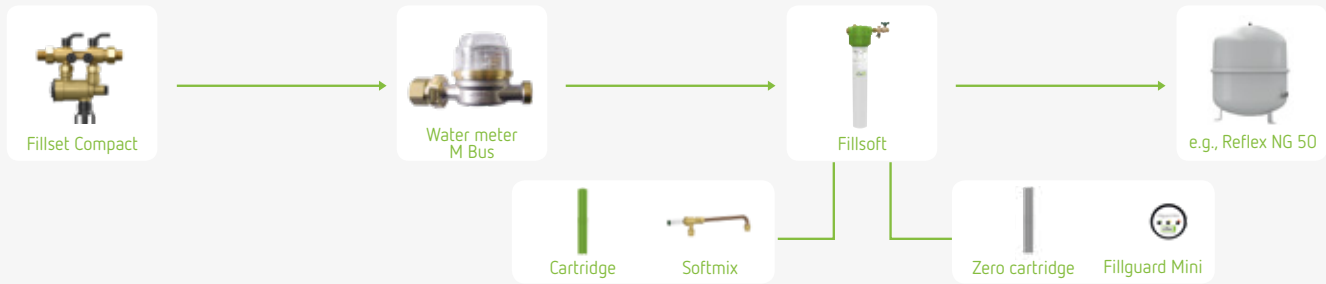 Fillset Compact
Water meter
M Bus
Fillsoft
e.g., Reflex NG 50
Cartridge
Softmix
Zero cartridge
Fillguard Mini